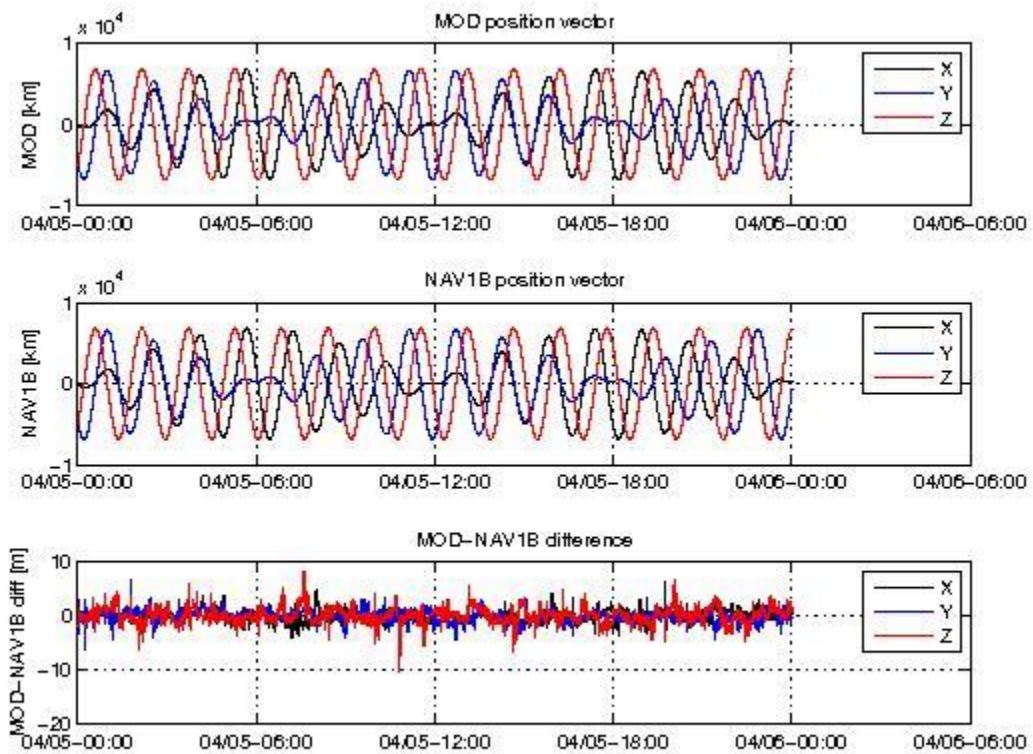 MOD position vector
x 10^4
1
0
-1
MOD [km]
X
Y
Z
04/05-00:00 04/05-06:00 04/05-12:00 04/05-18:00 04/06-00:00 04/06-06:00
NAV1B position vector
x 10^4
1
0
-1
NAV1B [km]
X
Y
Z
04/05-00:00 04/05-06:00 04/05-12:00 04/05-18:00 04/06-00:00 04/06-06:00
MOD-NAV1B difference
10
0
-10
-20
MOD-NAV1B diff [m]
X
Y
Z
04/05-00:00 04/05-06:00 04/05-12:00 04/05-18:00 04/06-00:00 04/06-06:00